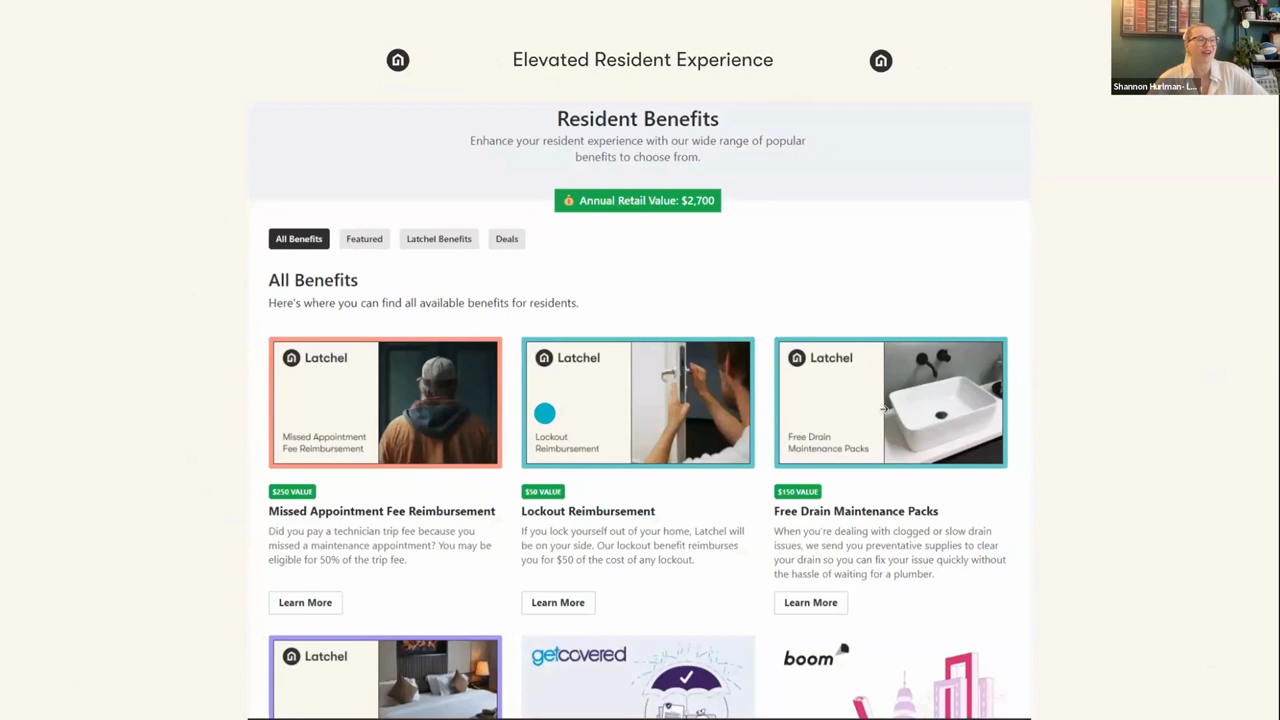 Elevated Resident Experience
Shannon Hurlman- L...
Resident Benefits
Enhance your resident experience with our wide range of popular
benefits to choose from.
Annual Retail Value: $2,700
All Benefits
Featured
Latchel Benefits
Deals
All Benefits
Here's where you can find all available benefits for residents.
Latchel
Missed Appointment
Fee Reimbursement
Latchel
Lockout
Reimbursement
Latchel
Free Drain
Maintenance Packs
$250 VALUE
Missed Appointment Fee Reimbursement
Did you pay a technician trip fee because you
missed a maintenance appointment? You may be
eligible for 50% of the trip fee.
Learn More
$50 VALUE
Lockout Reimbursement
If you lock yourself out of your home, Latchel will
be on your side. Our lockout benefit reimburses
you for $50 of the cost of any lockout.
Learn More
$150 VALUE
Free Drain Maintenance Packs
When you're dealing with clogged or slow drain
issues, we send you preventative supplies to clear
your drain so you can fix your issue quickly without
the hassle of waiting for a plumber.
Learn More
Latchel
getcovered
boom